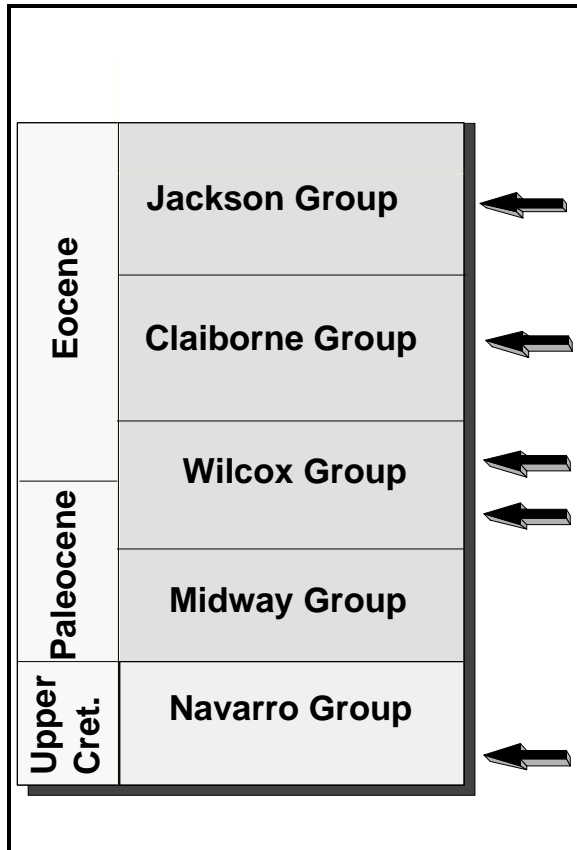 Eocene
Jackson Group
Claiborne Group
Wilcox Group
Paleocene
Midway Group
Upper
Cret.
Navarro Group